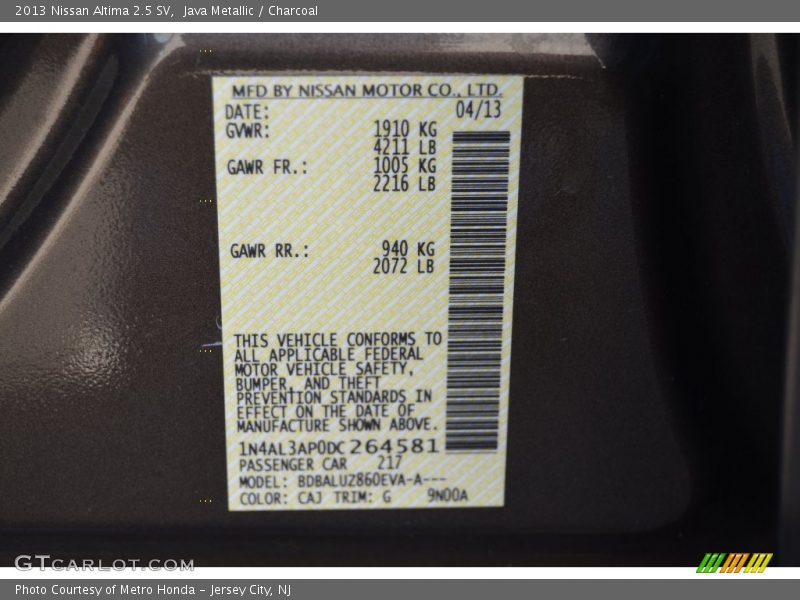 2013 Nissan Altima 2.5 SV, Java Metallic / Charcoal
MFD BY NISSAN MOTOR CO., LTD.
DATE: 04/13
GVWR: 1910 KG
4211 LB
GAWR FR.: 1005 KG
2216 LB
GAWR RR.: 940 KG
2072 LB
THIS VEHICLE CONFORMS TO
ALL APPLICABLE FEDERAL
MOTOR VEHICLE SAFETY,
BUMPER, AND THEFT
PREVENTION STANDARDS IN
EFFECT ON THE DATE OF
MANUFACTURE SHOWN ABOVE.
1N4AL3AP0DC264581
PASSENGER CAR 217
MODEL: BDBALUZ860EVA-A---
COLOR: CAJ TRIM: G 9N00A
GTCARLOT.COM
Photo Courtesy of Metro Honda – Jersey City, NJ